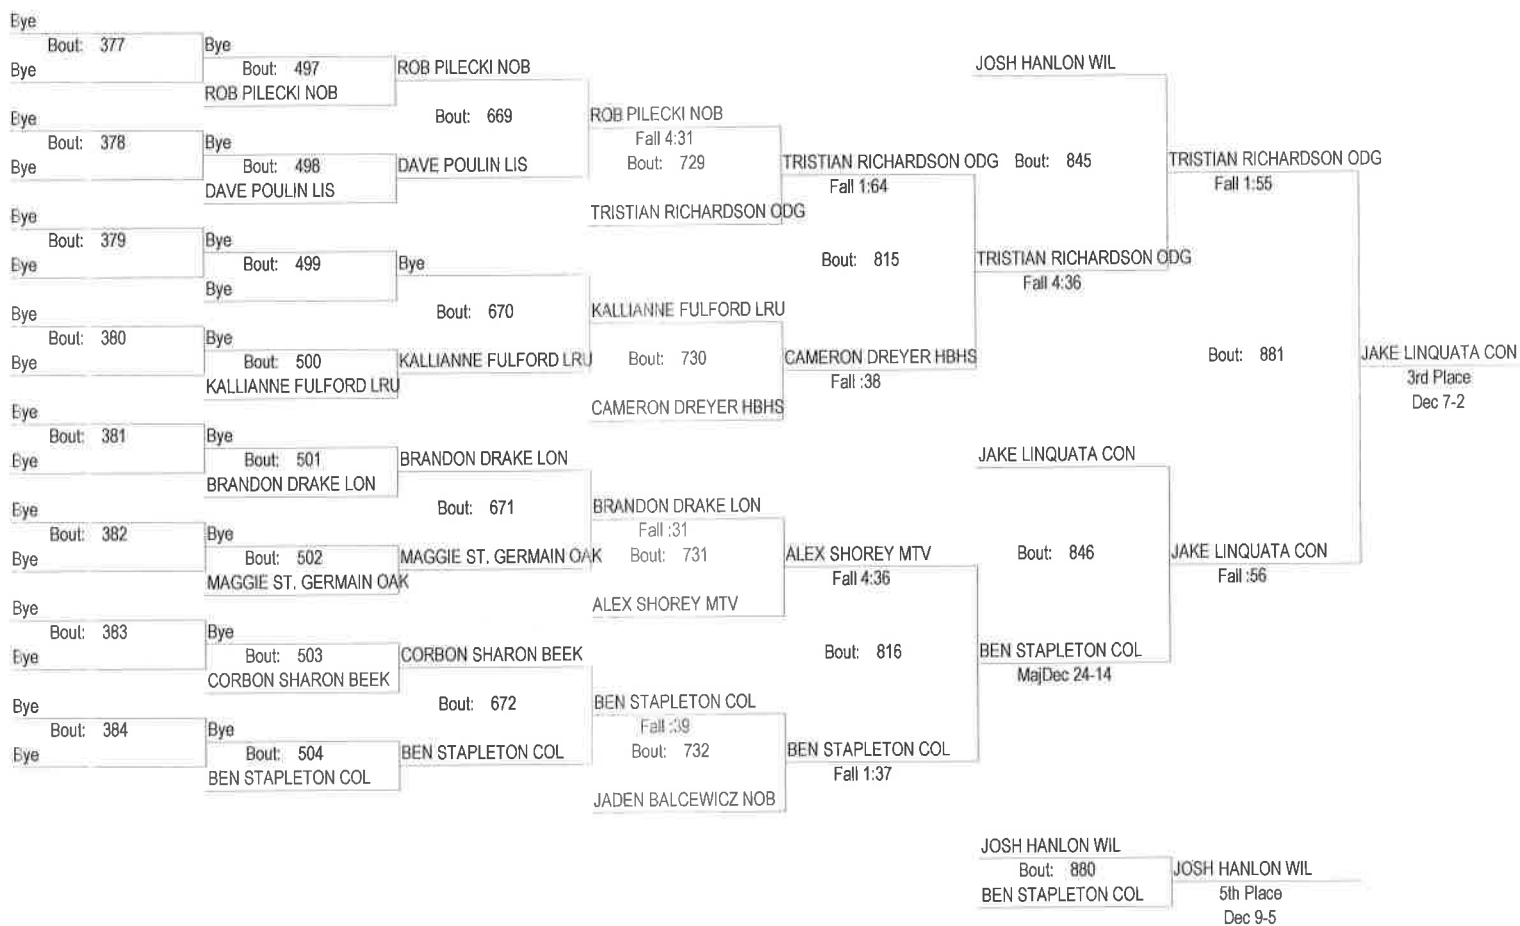 Bye
Bout: 377
Bye
Bye
Bout: 497
ROB PILECKI NOB
ROB PILECKI NOB
Bout: 669
Bye
Bout: 378
Bye
Bye
Bout: 498
DAVE POULIN LIS
DAVE POULIN LIS
ROB PILECKI NOB
Fall 4:31
Bout: 729
TRISTIAN RICHARDSON ODG
TRISTIAN RICHARDSON ODG
Fall 1:64
Bout: 815
Bye
Bout: 379
Bye
Bye
Bout: 499
Bye
Bye
Bout: 670
Bye
Bout: 380
Bye
Bye
Bout: 500
KALLIANNE FULFORD LRU
KALLIANNE FULFORD LRU
KALLIANNE FULFORD LRU
Bout: 730
CAMERON DREYER HBHS
CAMERON DREYER HBHS
Fall :38
JOSH HANLON WIL
Bout: 845
TRISTIAN RICHARDSON ODG
Fall 4:36
TRISTIAN RICHARDSON ODG
Fall 1:55
Bout: 881
JAKE LINQUATA CON
3rd Place
Dec 7-2
Bye
Bout: 381
Bye
Bye
Bout: 501
BRANDON DRAKE LON
BRANDON DRAKE LON
Bout: 671
Bye
Bout: 382
Bye
Bye
Bout: 502
MAGGIE ST. GERMAIN OAK
MAGGIE ST. GERMAIN OAK
BRANDON DRAKE LON
Fall :31
Bout: 731
ALEX SHOREY MTV
ALEX SHOREY MTV
Fall 4:36
Bout: 816
Bye
Bout: 383
Bye
Bye
Bout: 503
CORBON SHARON BEEK
CORBON SHARON BEEK
Bout: 672
Bye
Bout: 384
Bye
Bye
Bout: 504
BEN STAPLETON COL
BEN STAPLETON COL
BEN STAPLETON COL
Fall :39
Bout: 732
JADEN BALCEWICZ NOB
BEN STAPLETON COL
Fall 1:37
JAKE LINQUATA CON
Bout: 846
BEN STAPLETON COL
MajDec 24-14
JAKE LINQUATA CON
Fall :56
JOSH HANLON WIL
Bout: 880
BEN STAPLETON COL
JOSH HANLON WIL
5th Place
Dec 9-5